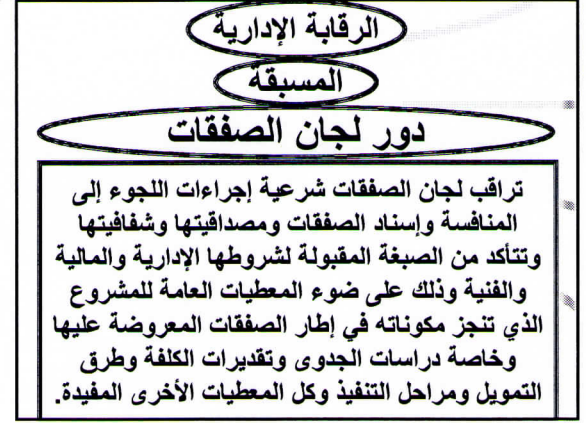 الرقابة الإدارية
المسبقة
دور لجان الصفقات
تراقب لجان الصفقات شرعية إجراءات اللجوء إلى
المنافسة وإسناد الصفقات ومصداقيتها وشفافيتها
وتتأكد من الصبغة المقبولة لشروطها الإدارية والمالية
والفنية وذلك على ضوء المعطيات العامة للمشروع
الذي تنجز مكوناته في إطار الصفقات المعروضة عليها
وخاصة دراسات الجدوى وتقديرات الكلفة وطرق
التمويل ومراحل التنفيذ وكل المعطيات الأخرى المفيدة.